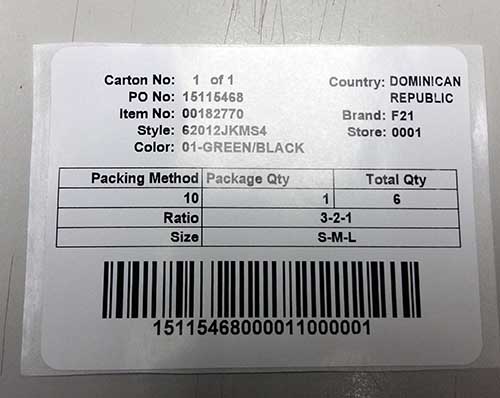 Carton No: 1 of 1 Country: DOMINICAN
PO No: 15115468 REPUBLIC
Item No: 00182770 Brand: F21
Style: 62012JKMS4 Store: 0001
Color: 01-GREEN/BLACK
Packing Method Package Qty Total Qty
10 1 6
Ratio 3-2-1
Size S-M-L
15115468000011000001